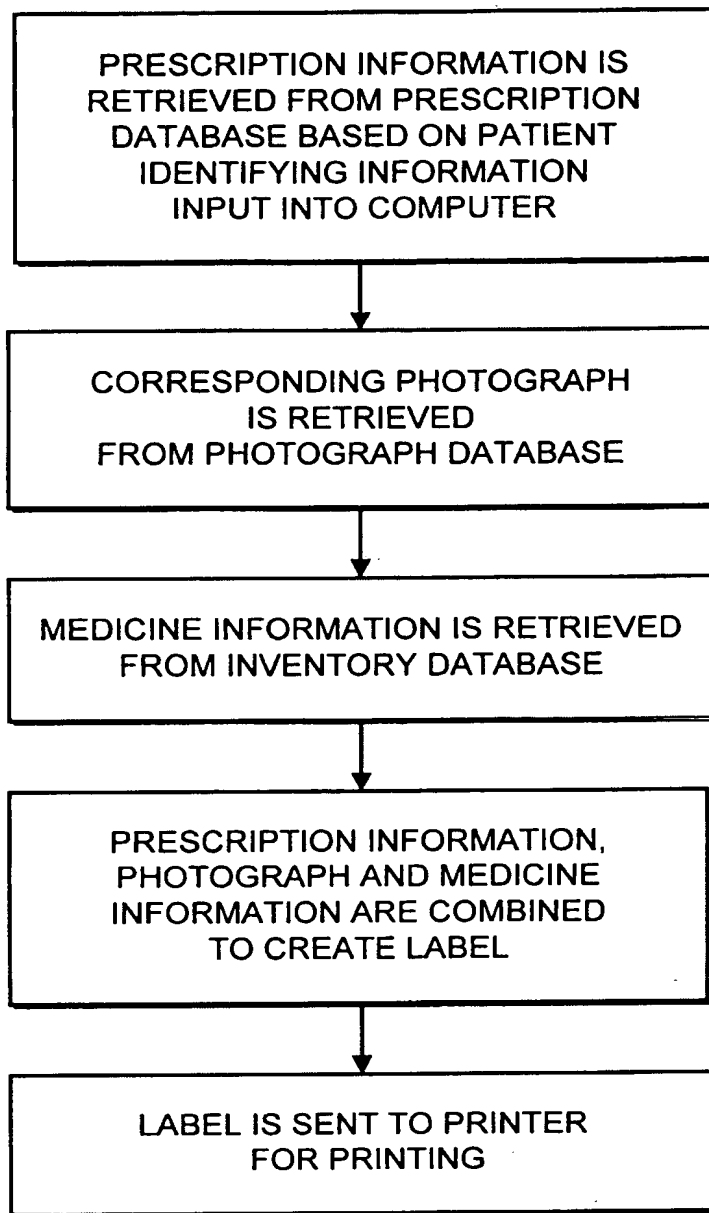 PRESCRIPTION INFORMATION IS
RETRIEVED FROM PRESCRIPTION
DATABASE BASED ON PATIENT
IDENTIFYING INFORMATION
INPUT INTO COMPUTER
CORRESPONDING PHOTOGRAPH
IS RETRIEVED
FROM PHOTOGRAPH DATABASE
MEDICINE INFORMATION IS RETRIEVED
FROM INVENTORY DATABASE
PRESCRIPTION INFORMATION,
PHOTOGRAPH AND MEDICINE
INFORMATION ARE COMBINED
TO CREATE LABEL
LABEL IS SENT TO PRINTER
FOR PRINTING